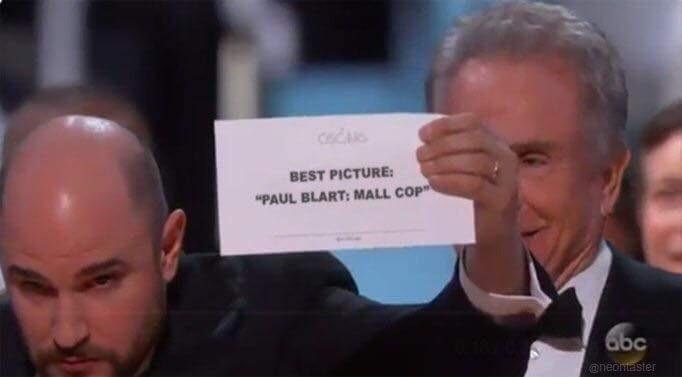 OSCARS
BEST PICTURE:
"PAUL BLART: MALL COP"
abc
@neontaster